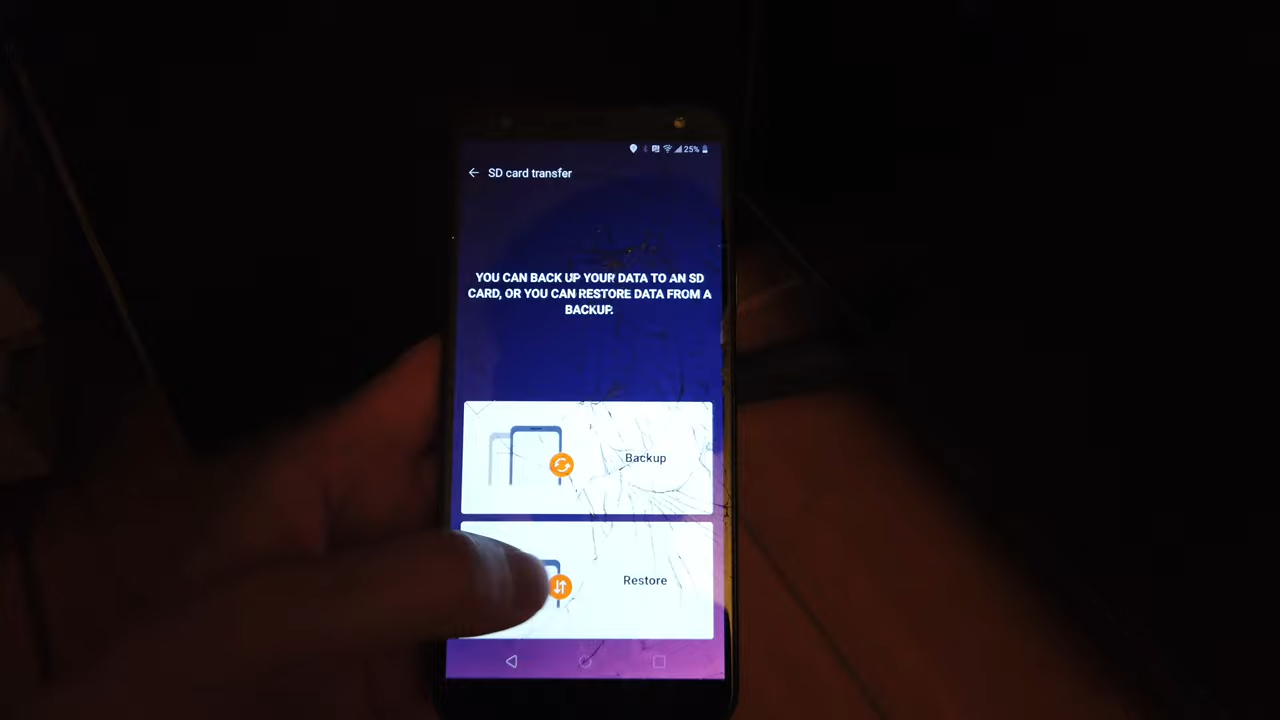 25%
SD card transfer
YOU CAN BACK UP YOUR DATA TO AN SD
CARD, OR YOU CAN RESTORE DATA FROM A
BACKUP.
Backup
Restore